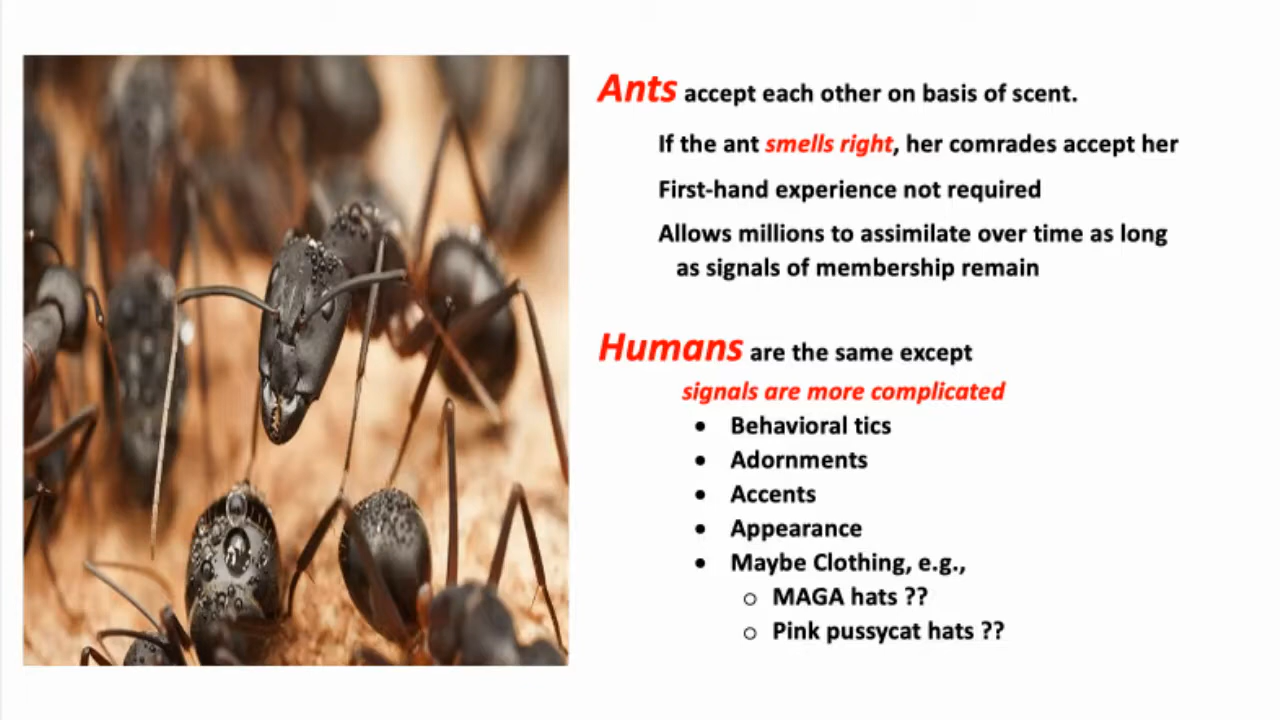 Ants accept each other on basis of scent.
If the ant smells right, her comrades accept her
First-hand experience not required
Allows millions to assimilate over time as long
as signals of membership remain
Humans are the same except
signals are more complicated
• Behavioral tics
• Adornments
• Accents
• Appearance
• Maybe Clothing, e.g.,
o MAGA hats ??
o Pink pussycat hats ??